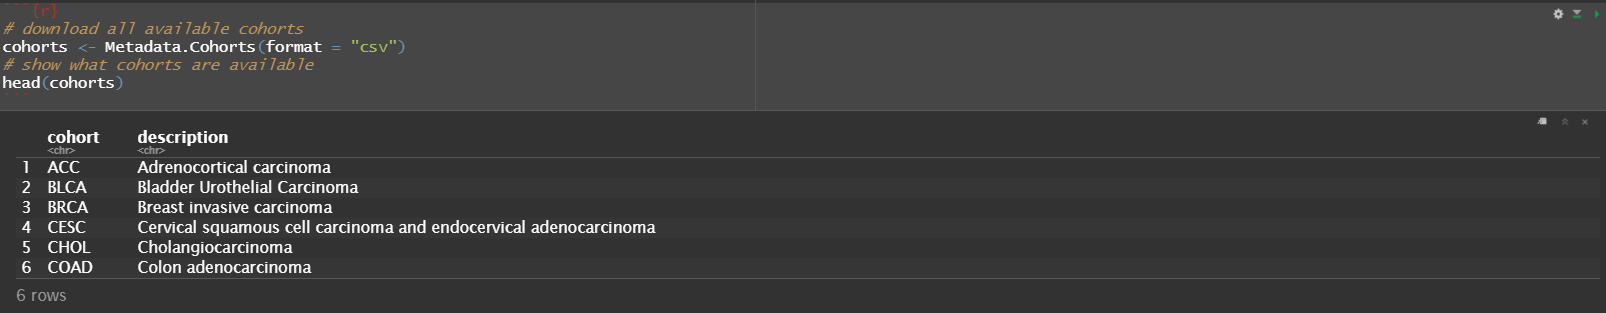 ```{r}
# download all available cohorts
cohorts <- Metadata.Cohorts(format = "csv")
# show what cohorts are available
head(cohorts)
```
cohort description
<chr> <chr>
1 ACC Adrenocortical carcinoma
2 BLCA Bladder Urothelial Carcinoma
3 BRCA Breast invasive carcinoma
4 CESC Cervical squamous cell carcinoma and endocervical adenocarcinoma
5 CHOL Cholangiocarcinoma
6 COAD Colon adenocarcinoma
6 rows